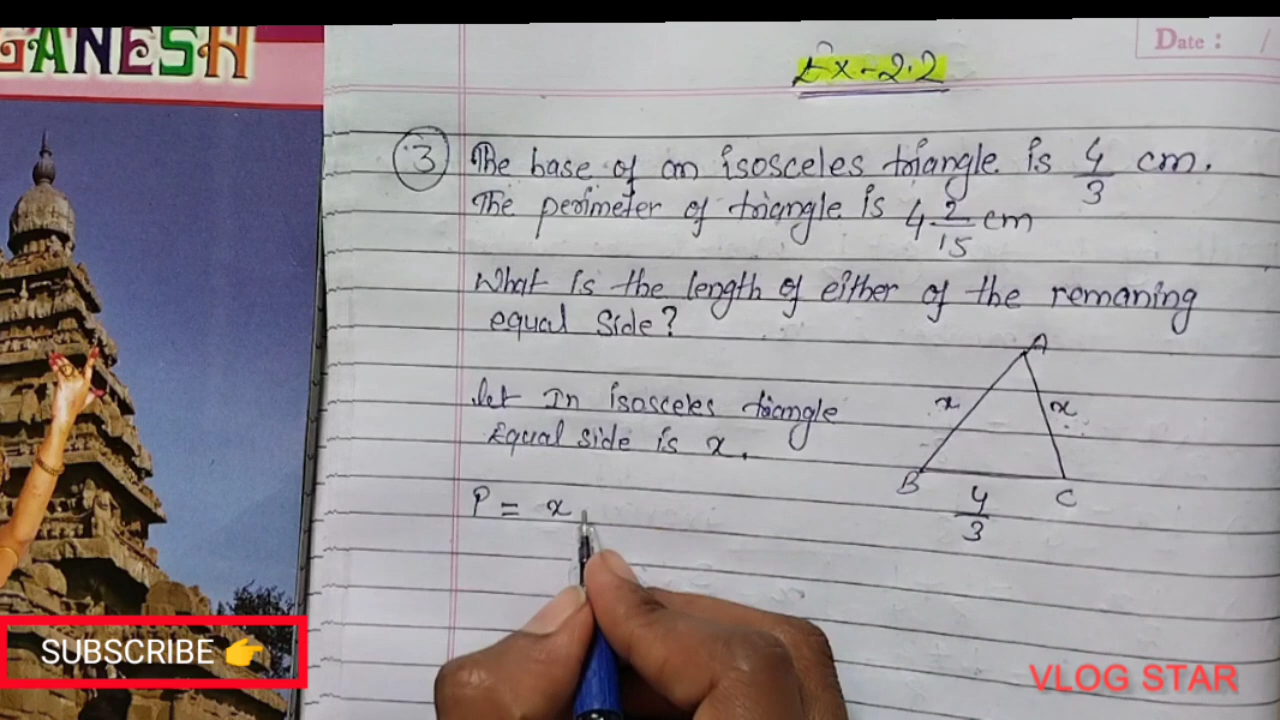 GANESH
Date : /
Ex-2.2
3 The base of an isosceles triangle is 4/3 cm.
The perimeter of triangle is 4 2/15 cm
What is the length of either of the remaning
equal side?
A
let In isosceles triangle
x x
Equal side is x.
B C
4/3
P = x
SUBSCRIBE 👉
VLOG STAR